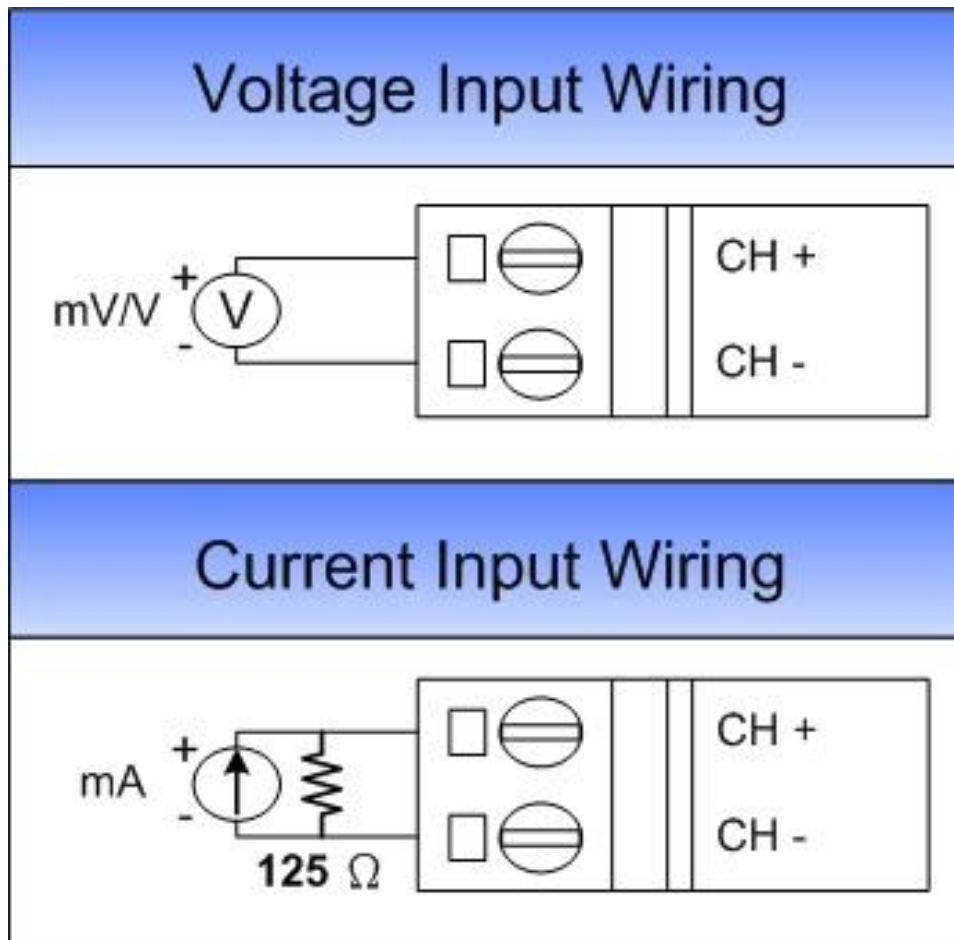 Voltage Input Wiring
CH +
+
mV/V
V
-
CH -
Current Input Wiring
CH +
+
mA
-
CH -
125 Ω